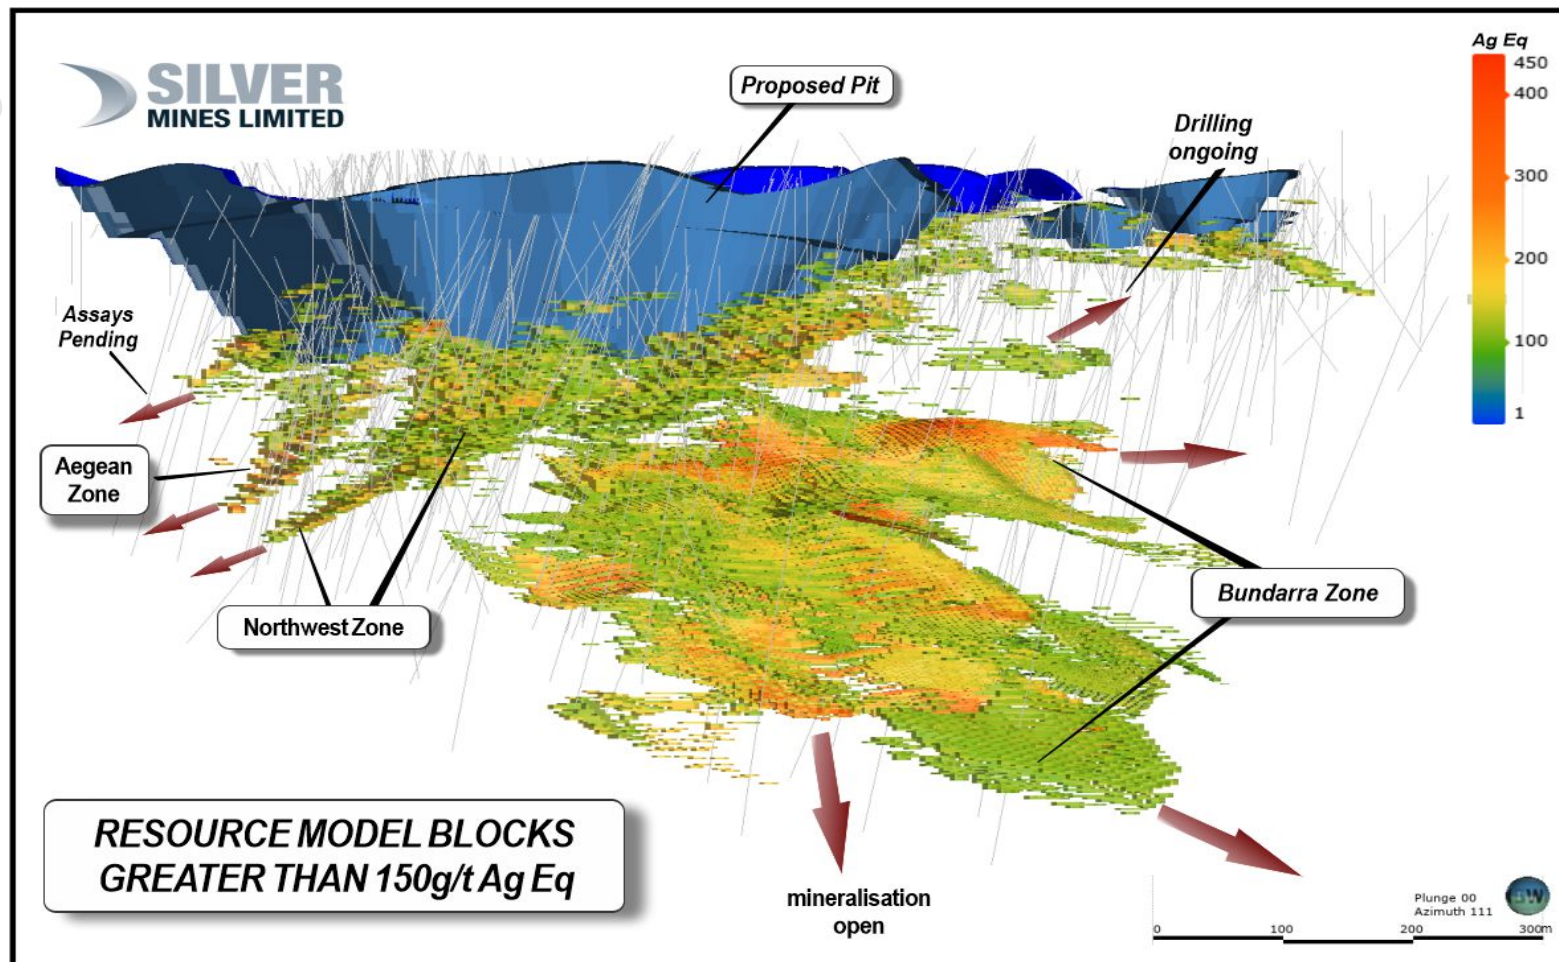 SILVER
MINES LIMITED
Proposed Pit
Drilling
ongoing
Ag Eq
450
400
300
200
100
1
Assays
Pending
Aegean
Zone
Northwest Zone
Bundarra Zone
RESOURCE MODEL BLOCKS
GREATER THAN 150g/t Ag Eq
mineralisation
open
Plunge 00
Azimuth 111
0 100 200 300m